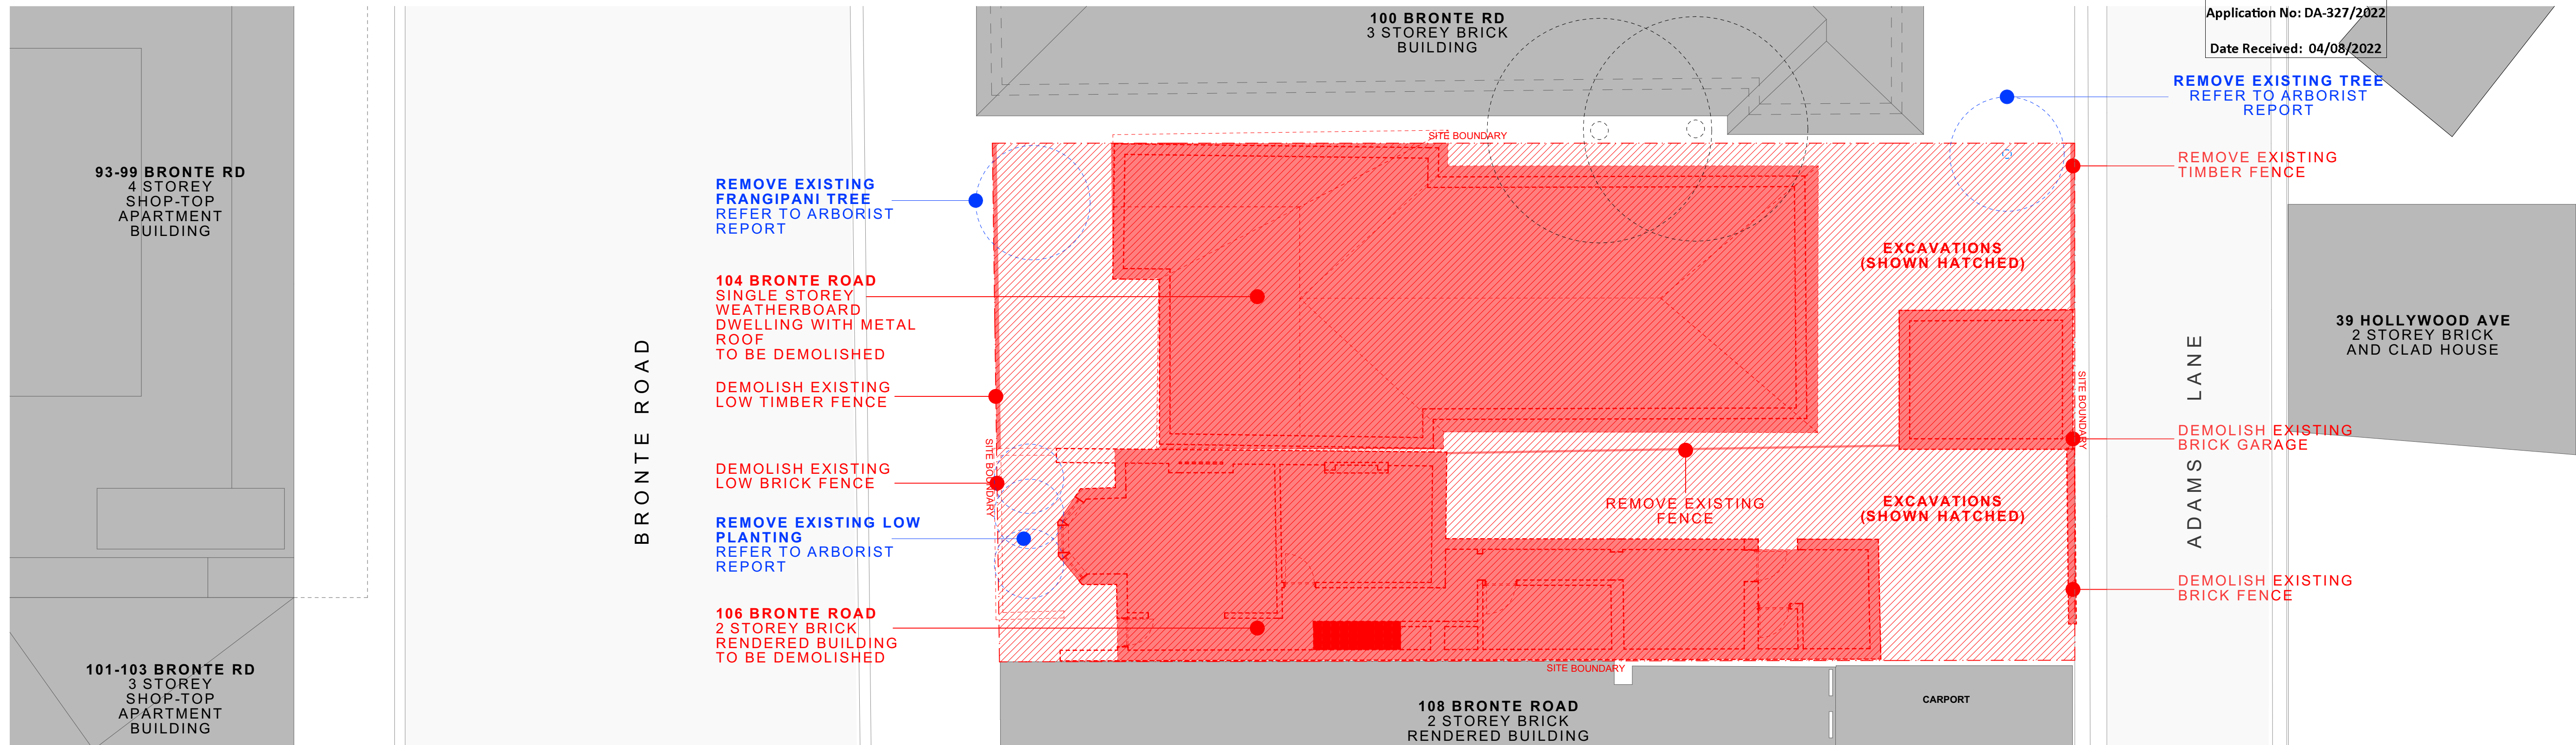 Application No: DA-327/2022
Date Received: 04/08/2022
100 BRONTE RD
3 STOREY BRICK
BUILDING
REMOVE EXISTING TREE
REFER TO ARBORIST
REPORT
SITE BOUNDARY
REMOVE EXISTING
TIMBER FENCE
93-99 BRONTE RD
4 STOREY
SHOP-TOP
APARTMENT
BUILDING
REMOVE EXISTING
FRANGIPANI TREE
REFER TO ARBORIST
REPORT
EXCAVATIONS
(SHOWN HATCHED)
104 BRONTE ROAD
SINGLE STOREY
WEATHERBOARD
DWELLING WITH METAL
ROOF
TO BE DEMOLISHED
39 HOLLYWOOD AVE
2 STOREY BRICK
AND CLAD HOUSE
BRONTE ROAD
ADAMS LANE
SITE BOUNDARY
DEMOLISH EXISTING
LOW TIMBER FENCE
DEMOLISH EXISTING
BRICK GARAGE
SITE BOUNDARY
DEMOLISH EXISTING
LOW BRICK FENCE
REMOVE EXISTING
FENCE
EXCAVATIONS
(SHOWN HATCHED)
REMOVE EXISTING LOW
PLANTING
REFER TO ARBORIST
REPORT
DEMOLISH EXISTING
BRICK FENCE
106 BRONTE ROAD
2 STOREY BRICK
RENDERED BUILDING
TO BE DEMOLISHED
SITE BOUNDARY
101-103 BRONTE RD
3 STOREY
SHOP-TOP
APARTMENT
BUILDING
108 BRONTE ROAD
2 STOREY BRICK
RENDERED BUILDING
CARPORT